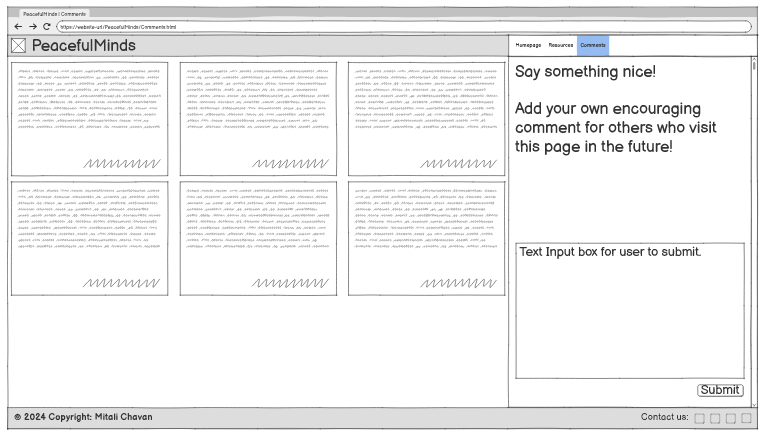 PeacefulMinds | Comments
https://website-url/PeacefulMinds/Comments.html
PeacefulMinds
Homepage Resources Comments
Say something nice!
Add your own encouraging
comment for others who visit
this page in the future!
Text Input box for user to submit.
Submit
© 2024 Copyright: Mitali Chavan
Contact us: